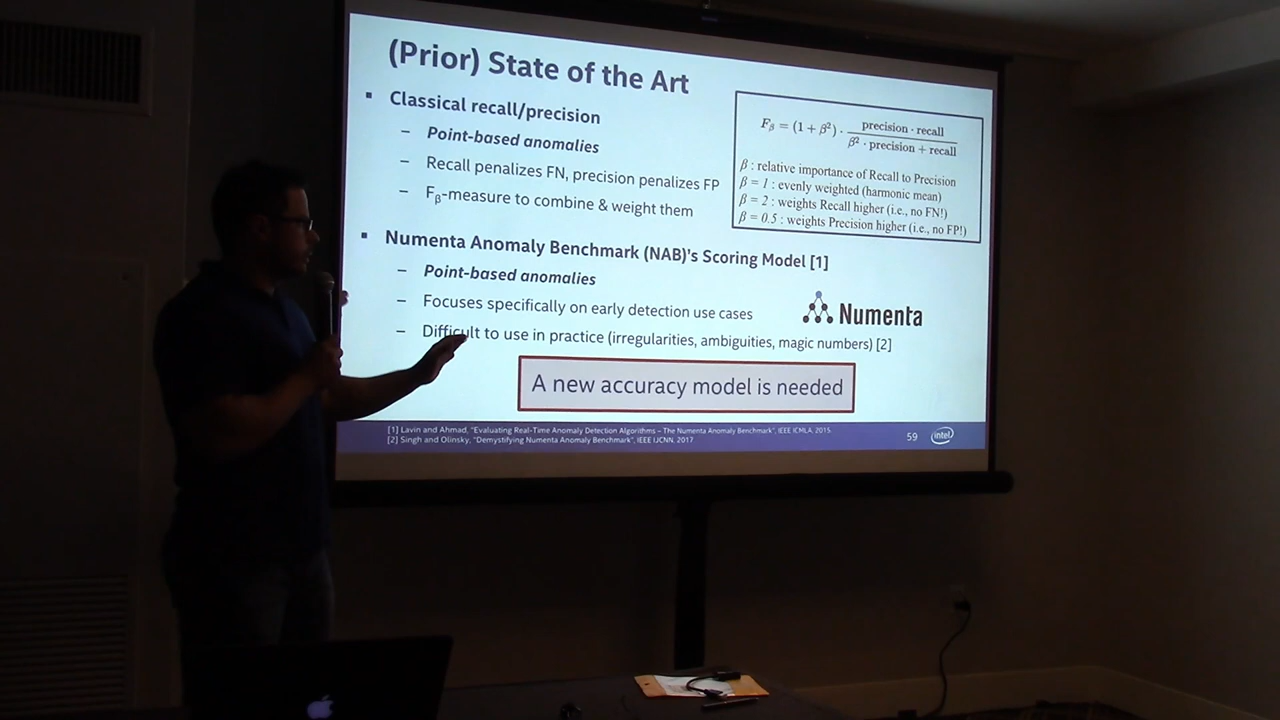 (Prior) State of the Art
▪ Classical recall/precision
– Point-based anomalies
– Recall penalizes FN, precision penalizes FP
– Fβ-measure to combine & weight them
Fβ = (1 + β²) · precision · recall / β² · precision + recall
β : relative importance of Recall to Precision
β = 1 : evenly weighted (harmonic mean)
β = 2 : weights Recall higher (i.e., no FN!)
β = 0.5 : weights Precision higher (i.e., no FP!)
▪ Numenta Anomaly Benchmark (NAB)'s Scoring Model [1]
– Point-based anomalies
– Focuses specifically on early detection use cases
– Difficult to use in practice (irregularities, ambiguities, magic numbers) [2]
Numenta
A new accuracy model is needed
[1] Lavin and Ahmad, "Evaluating Real-Time Anomaly Detection Algorithms – The Numenta Anomaly Benchmark", IEEE ICMLA, 2015.
[2] Singh and Olinsky, "Demystifying Numenta Anomaly Benchmark", IEEE IJCNN, 2017.
59
intel